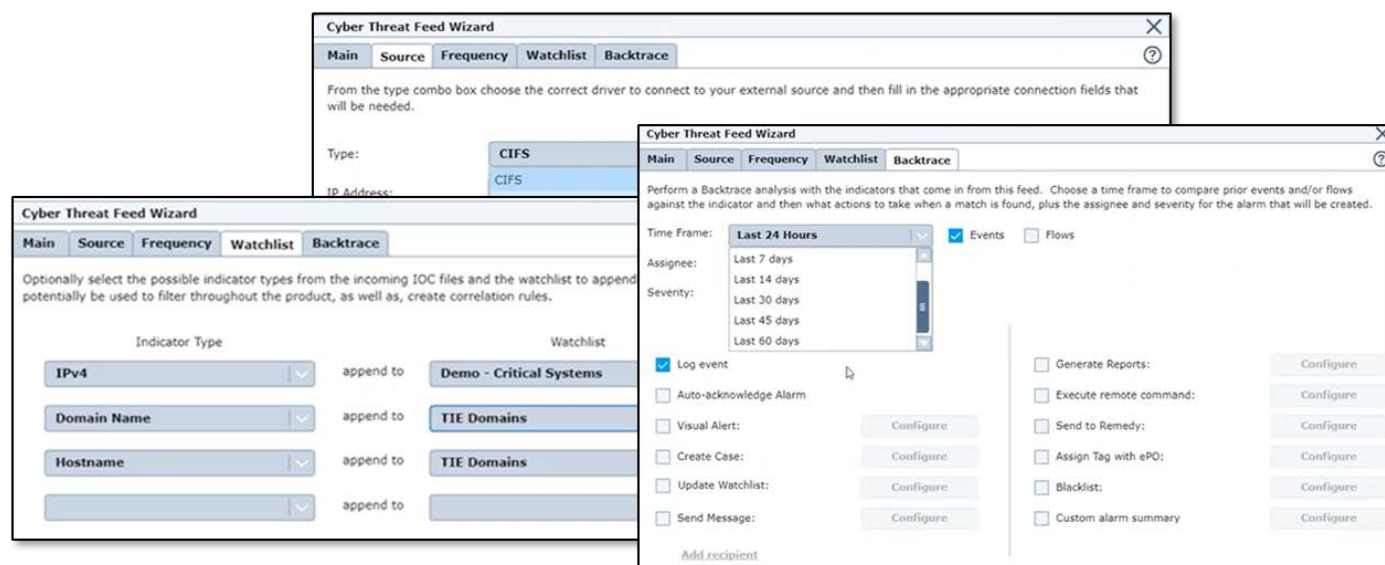 Cyber Threat Feed Wizard
Main Source Frequency Watchlist Backtrace
From the type combo box choose the correct driver to connect to your external source and then fill in the appropriate connection fields that
will be needed.
Type: CIFS
CIFS
IP Address:
Cyber Threat Feed Wizard
Main Source Frequency Watchlist Backtrace
Optionally select the possible indicator types from the incoming IOC files and the watchlist to append
potentially be used to filter throughout the product, as well as, create correlation rules.
Indicator Type Watchlist
IPv4 append to Demo - Critical Systems
Domain Name append to TIE Domains
Hostname append to TIE Domains
append to
Cyber Threat Feed Wizard
Main Source Frequency Watchlist Backtrace
Perform a Backtrace analysis with the indicators that come in from this feed. Choose a time frame to compare prior events and/or flows
against the indicator and then what actions to take when a match is found, plus the assignee and severity for the alarm that will be created.
Time Frame: Last 24 Hours Events Flows
Last 7 days
Assignee:
Last 14 days
Severity:
Last 30 days
Last 45 days
Last 60 days
Log event Generate Reports: Configure
Auto-acknowledge Alarm Execute remote command: Configure
Visual Alert: Configure Send to Remedy: Configure
Create Case: Configure Assign Tag with ePO: Configure
Update Watchlist: Configure Blacklist: Configure
Send Message: Configure Custom alarm summary Configure
Add recipient